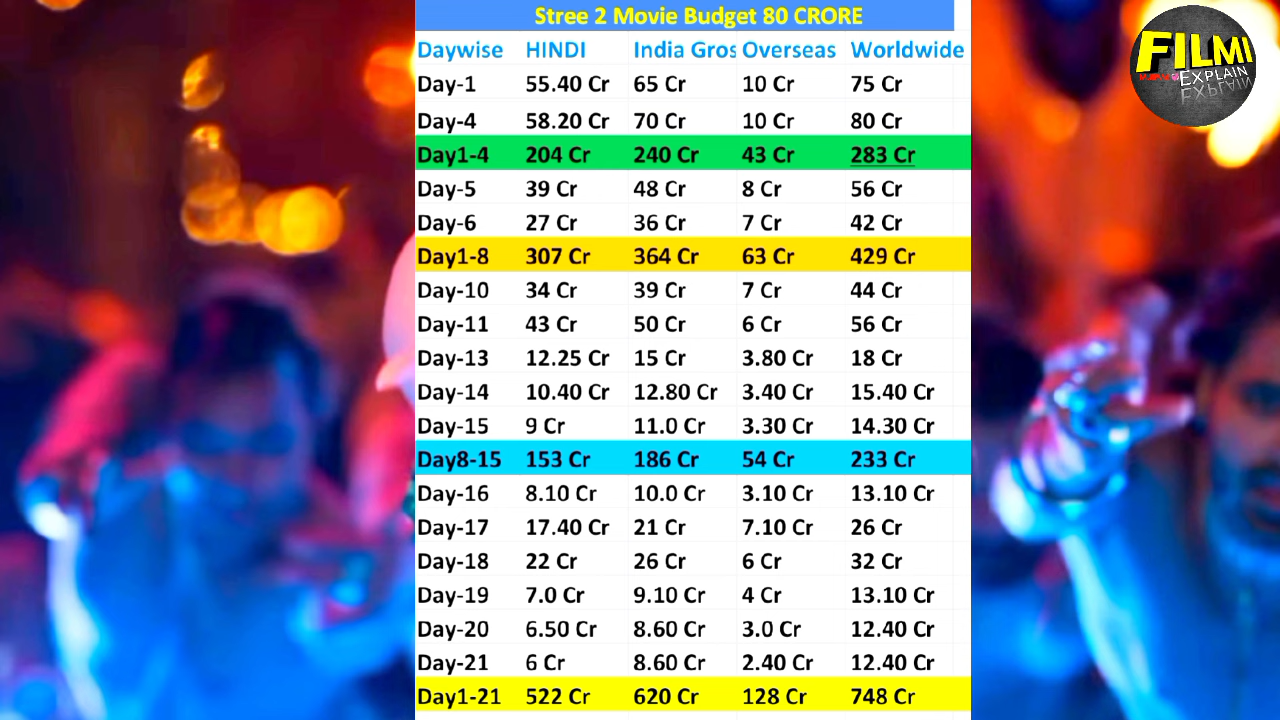 Stree 2 Movie Budget 80 CRORE
Daywise HINDI India Gros Overseas Worldwide
Day-1 55.40 Cr 65 Cr 10 Cr 75 Cr
Day-4 58.20 Cr 70 Cr 10 Cr 80 Cr
Day1-4 204 Cr 240 Cr 43 Cr 283 Cr
Day-5 39 Cr 48 Cr 8 Cr 56 Cr
Day-6 27 Cr 36 Cr 7 Cr 42 Cr
Day1-8 307 Cr 364 Cr 63 Cr 429 Cr
Day-10 34 Cr 39 Cr 7 Cr 44 Cr
Day-11 43 Cr 50 Cr 6 Cr 56 Cr
Day-13 12.25 Cr 15 Cr 3.80 Cr 18 Cr
Day-14 10.40 Cr 12.80 Cr 3.40 Cr 15.40 Cr
Day-15 9 Cr 11.0 Cr 3.30 Cr 14.30 Cr
Day8-15 153 Cr 186 Cr 54 Cr 233 Cr
Day-16 8.10 Cr 10.0 Cr 3.10 Cr 13.10 Cr
Day-17 17.40 Cr 21 Cr 7.10 Cr 26 Cr
Day-18 22 Cr 26 Cr 6 Cr 32 Cr
Day-19 7.0 Cr 9.10 Cr 4 Cr 13.10 Cr
Day-20 6.50 Cr 8.60 Cr 3.0 Cr 12.40 Cr
Day-21 6 Cr 8.60 Cr 2.40 Cr 12.40 Cr
Day1-21 522 Cr 620 Cr 128 Cr 748 Cr
FILMI
EXPLAIN